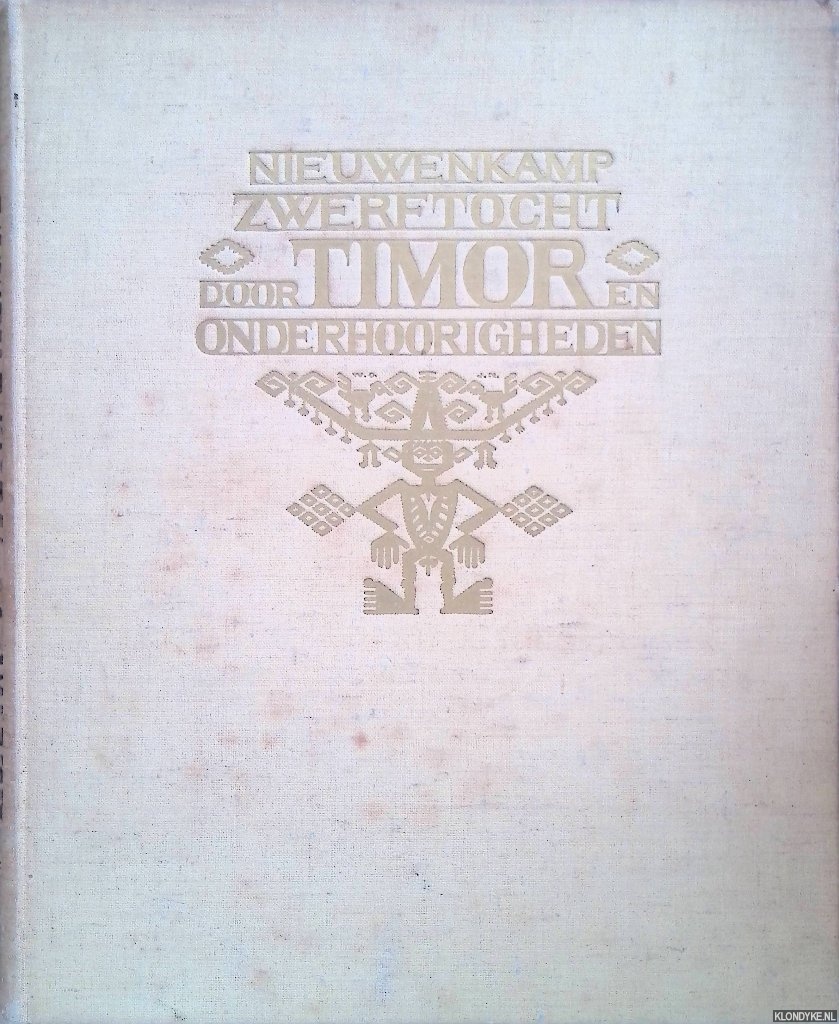 NIEUWENKAMP
ZWERFTOCHT
DOOR TIMOR EN
ONDERHOORIGHEDEN
KLONDYKE.NL